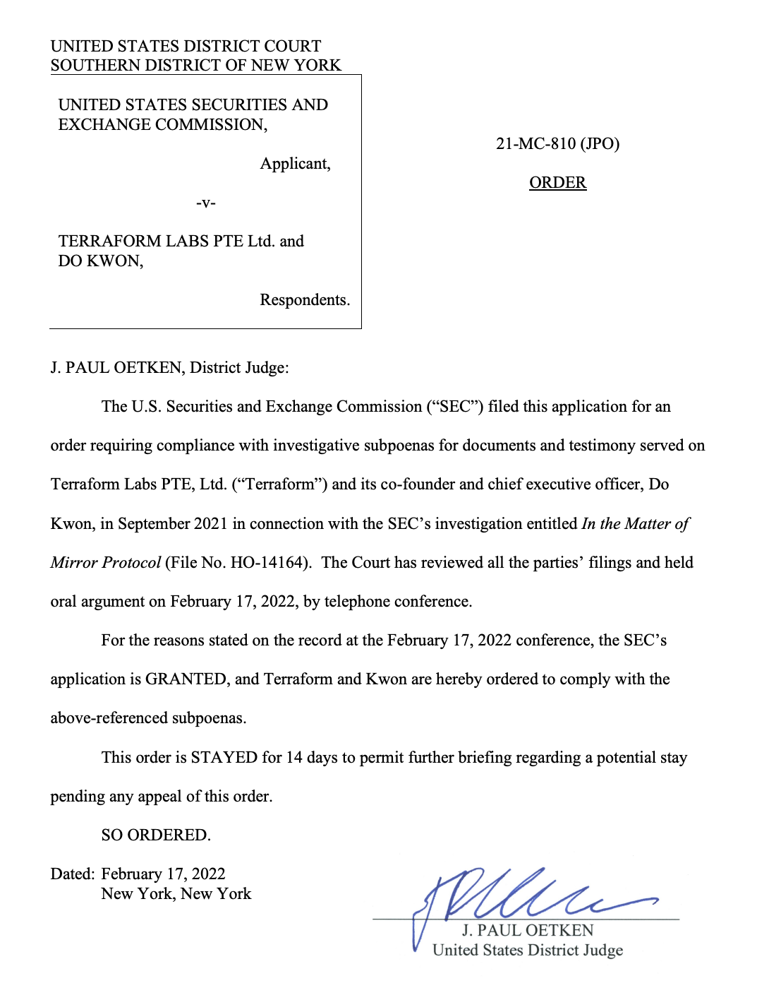 UNITED STATES DISTRICT COURT
SOUTHERN DISTRICT OF NEW YORK
UNITED STATES SECURITIES AND
EXCHANGE COMMISSION,
Applicant,
-v-
TERRAFORM LABS PTE Ltd. and
DO KWON,
Respondents.
21-MC-810 (JPO)
ORDER
J. PAUL OETKEN, District Judge:
The U.S. Securities and Exchange Commission (“SEC”) filed this application for an
order requiring compliance with investigative subpoenas for documents and testimony served on
Terraform Labs PTE, Ltd. (“Terraform”) and its co-founder and chief executive officer, Do
Kwon, in September 2021 in connection with the SEC’s investigation entitled In the Matter of
Mirror Protocol (File No. HO-14164).  The Court has reviewed all the parties’ filings and held
oral argument on February 17, 2022, by telephone conference.
For the reasons stated on the record at the February 17, 2022 conference, the SEC’s
application is GRANTED, and Terraform and Kwon are hereby ordered to comply with the
above-referenced subpoenas.
This order is STAYED for 14 days to permit further briefing regarding a potential stay
pending any appeal of this order.
SO ORDERED.
Dated: February 17, 2022
New York, New York
J. PAUL OETKEN
United States District Judge